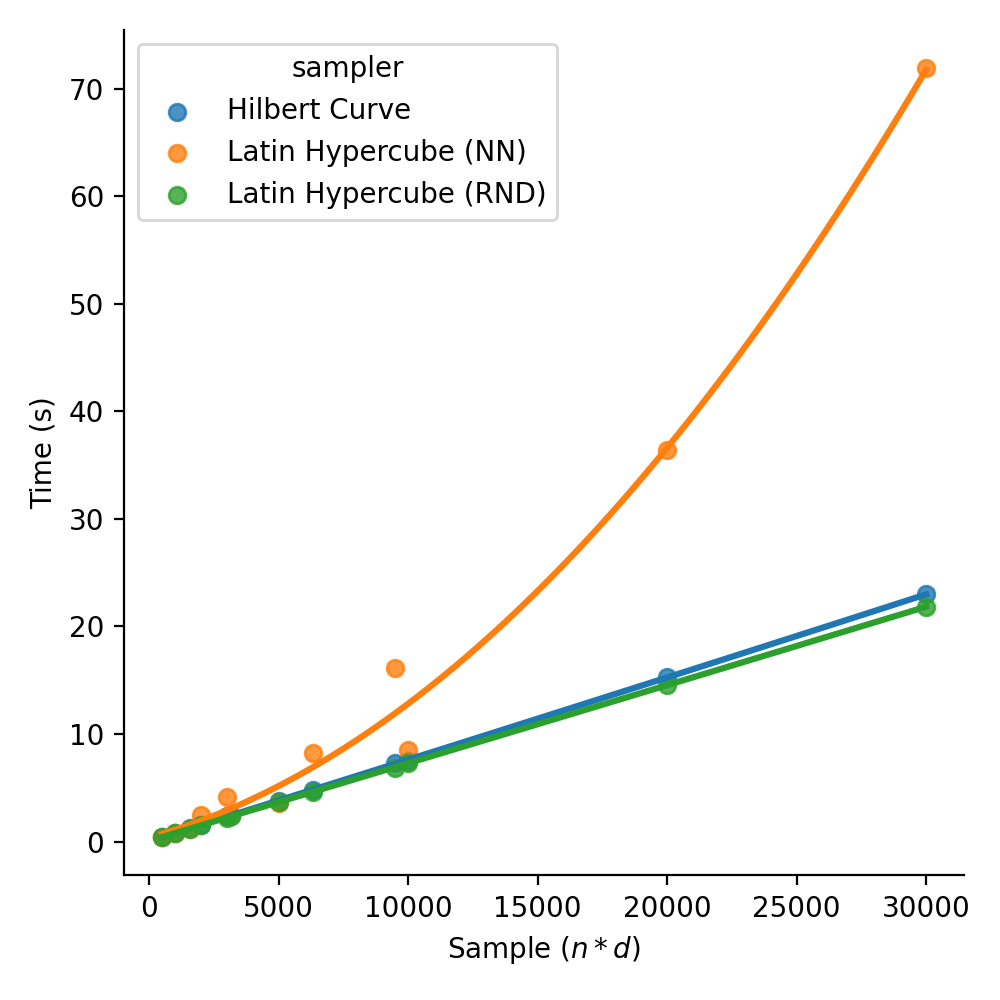 sampler
Hilbert Curve
Latin Hypercube (NN)
Latin Hypercube (RND)
70
60
50
40
30
20
10
0
Time (s)
0 5000 10000 15000 20000 25000 30000
Sample (n * d)